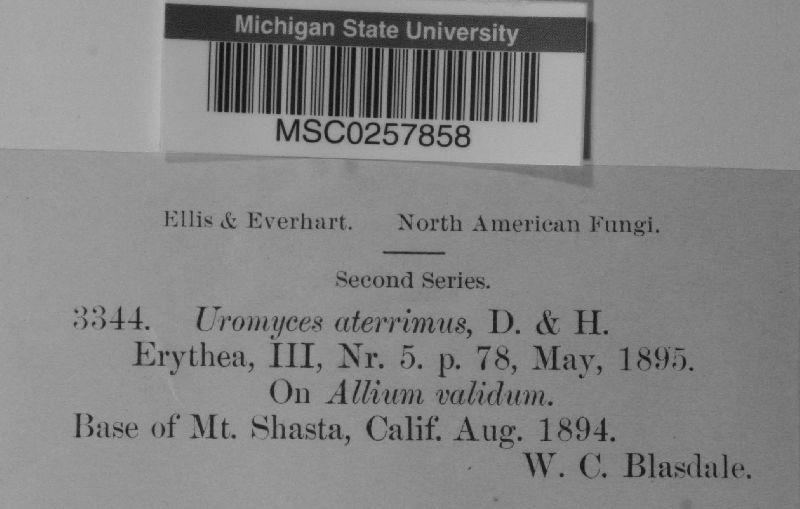 Michigan State University
MSC0257858
Ellis & Everhart. North American Fungi.
Second Series.
3344. Uromyces aterrimus, D. & H.
Erythea, III, Nr. 5. p. 78, May, 1895.
On Allium validum.
Base of Mt. Shasta, Calif. Aug. 1894.
W. C. Blasdale.